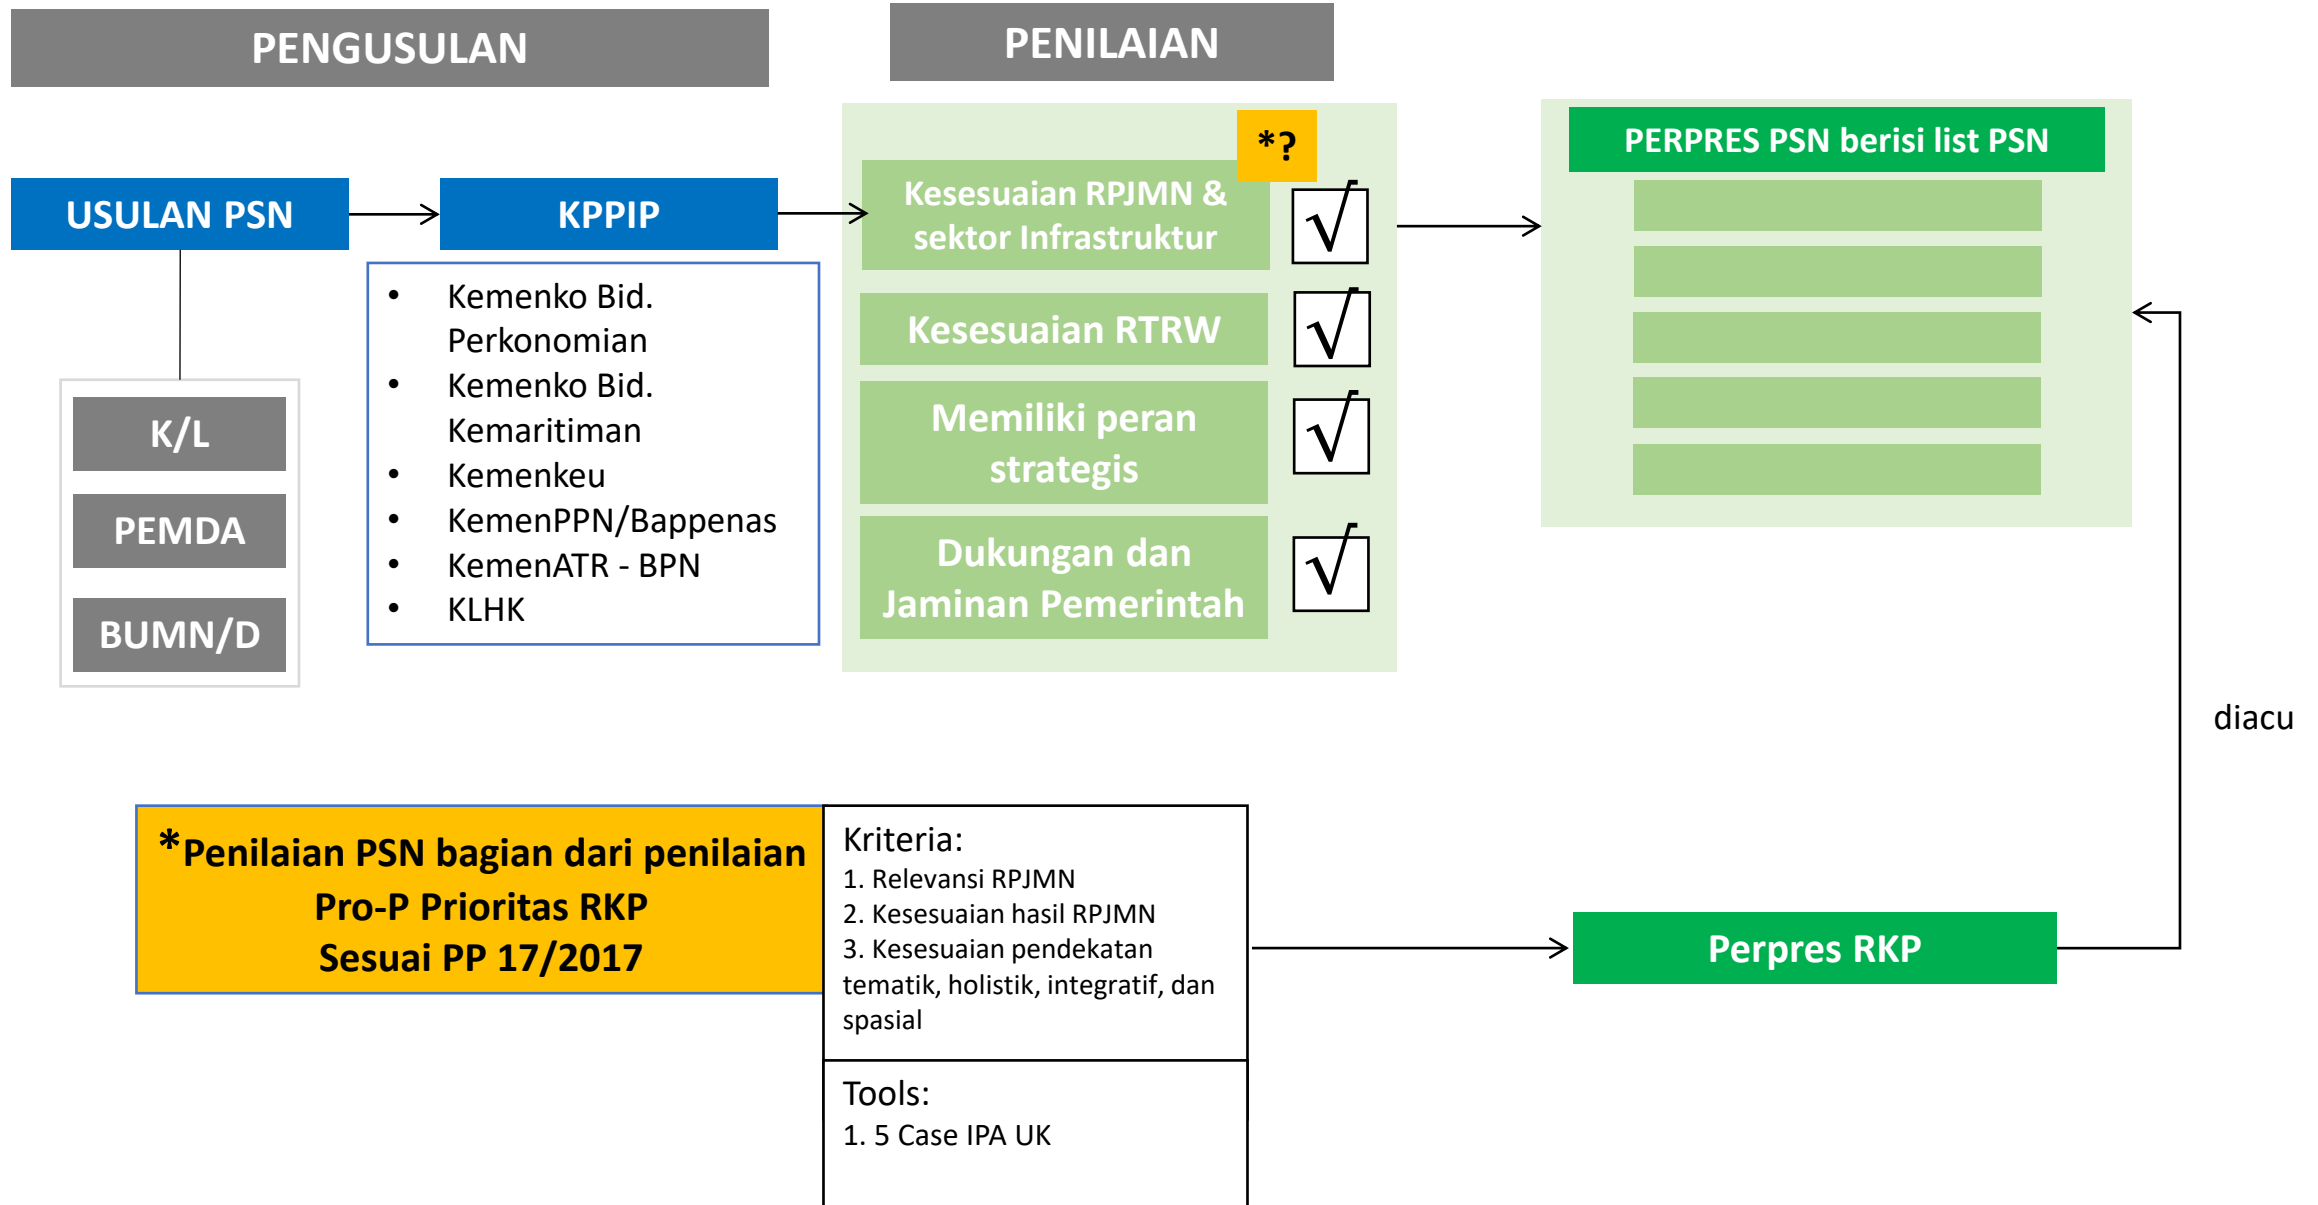 PENGUSULAN
PENILAIAN
USULAN PSN
K/L
PEMDA
BUMN/D
KPPIP
• Kemenko Bid.
Perkonomian
• Kemenko Bid.
Kemaritiman
• Kemenkeu
• KemenPPN/Bappenas
• KemenATR - BPN
• KLHK
*?
Kesesuaian RPJMN &
sektor Infrastruktur
√
Kesesuaian RTRW
√
Memiliki peran
strategis
√
Dukungan dan
Jaminan Pemerintah
√
PERPRES PSN berisi list PSN
diacu
*Penilaian PSN bagian dari penilaian
Pro-P Prioritas RKP
Sesuai PP 17/2017
Kriteria:
1. Relevansi RPJMN
2. Kesesuaian hasil RPJMN
3. Kesesuaian pendekatan
tematik, holistik, integratif, dan
spasial
Tools:
1. 5 Case IPA UK
Perpres RKP